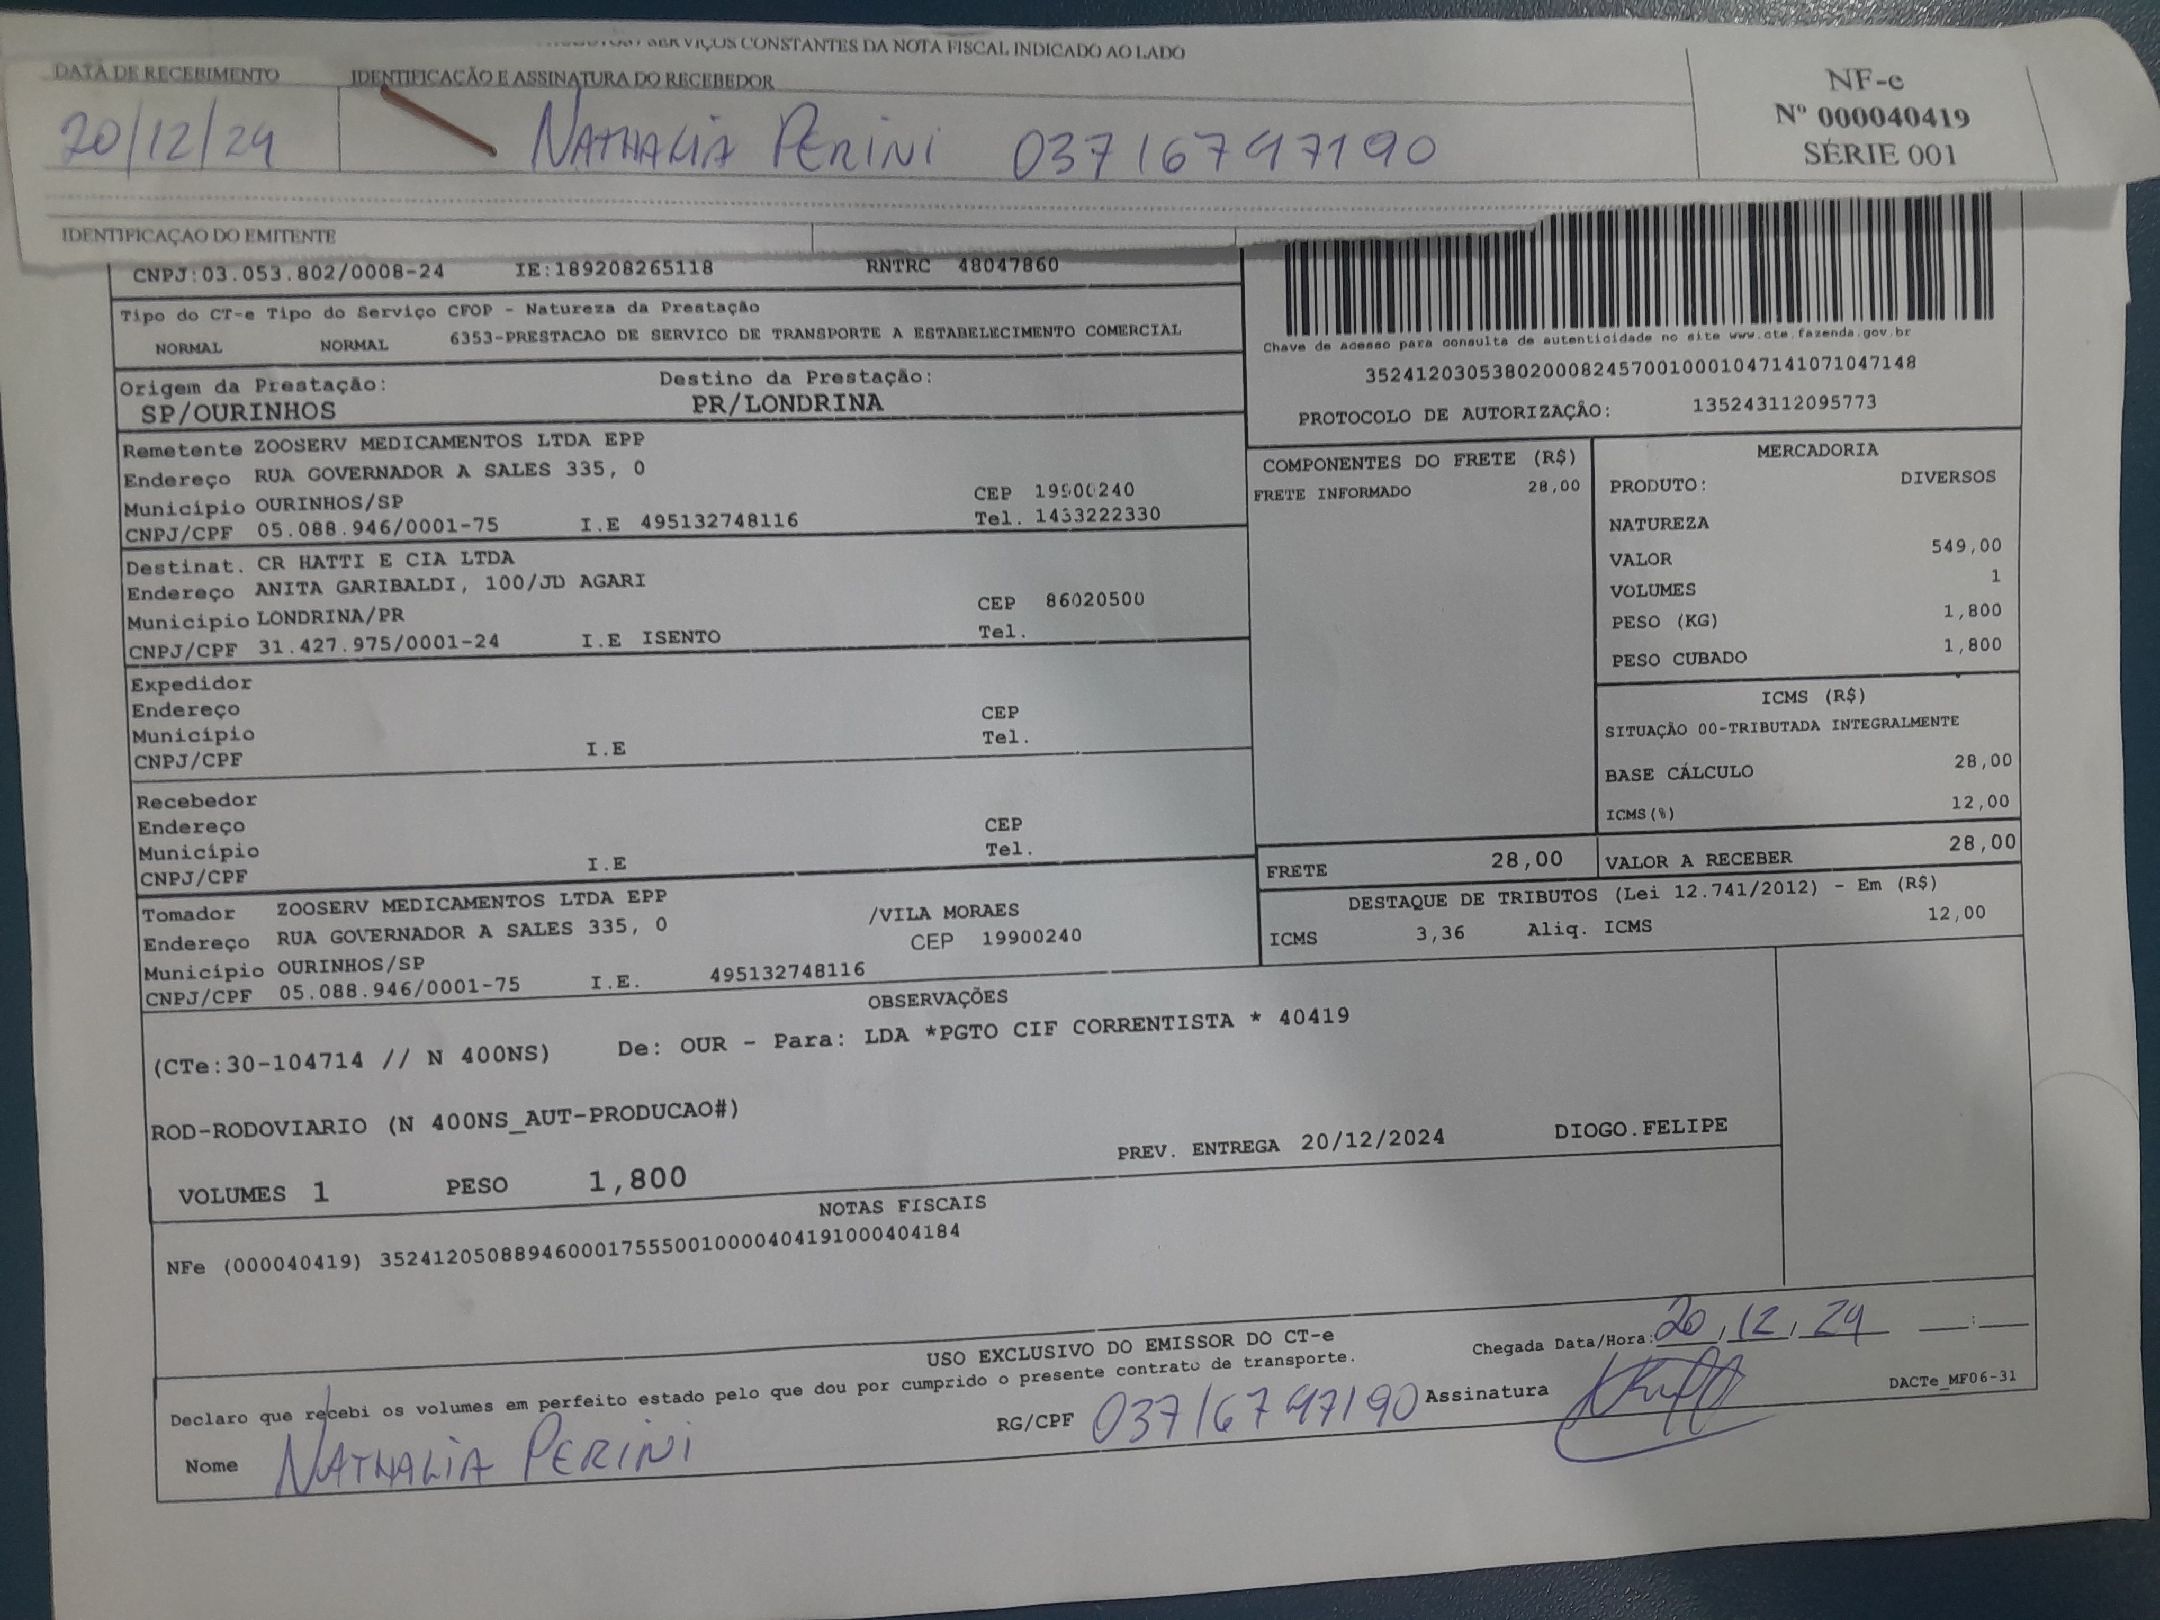 SERVIÇOS CONSTANTES DA NOTA FISCAL INDICADO AO LADO
DATA DE RECEBIMENTO IDENTIFICAÇÃO E ASSINATURA DO RECEBEDOR
20/12/24 NATHALIA PERINI 03716747190
NF-e
Nº 000040419
SÉRIE 001
IDENTIFICAÇÃO DO EMITENTE
CNPJ:03.053.802/0008-24 IE:189208265118 RNTRC 48047860
Tipo do CT-e Tipo do Serviço CFOP - Natureza da Prestação
NORMAL NORMAL 6353-PRESTACAO DE SERVICO DE TRANSPORTE A ESTABELECIMENTO COMERCIAL
Chave de acesso para consulta de autenticidade no site www.cte.fazenda.gov.br
35241203053802000824570010001047141071047148
PROTOCOLO DE AUTORIZAÇÃO: 135243112095773
Origem da Prestação: Destino da Prestação:
SP/OURINHOS PR/LONDRINA
Remetente ZOOSERV MEDICAMENTOS LTDA EPP
Endereço RUA GOVERNADOR A SALES 335, 0
Município OURINHOS/SP CEP 19900240
CNPJ/CPF 05.088.946/0001-75 I.E 495132748116 Tel. 1433222330
Destinat. CR HATTI E CIA LTDA
Endereço ANITA GARIBALDI, 100/JD AGARI
Município LONDRINA/PR CEP 86020500
CNPJ/CPF 31.427.975/0001-24 I.E ISENTO Tel.
Expedidor
Endereço CEP
Município Tel.
CNPJ/CPF I.E
Recebedor
Endereço CEP
Município Tel.
CNPJ/CPF I.E
Tomador ZOOSERV MEDICAMENTOS LTDA EPP
Endereço RUA GOVERNADOR A SALES 335, 0 /VILA MORAES
Município OURINHOS/SP CEP 19900240
CNPJ/CPF 05.088.946/0001-75 I.E. 495132748116
COMPONENTES DO FRETE (R$)
FRETE INFORMADO 28,00
MERCADORIA
PRODUTO: DIVERSOS
NATUREZA
VALOR 549,00
VOLUMES 1
PESO (KG) 1,800
PESO CUBADO 1,800
ICMS (R$)
SITUAÇÃO 00-TRIBUTADA INTEGRALMENTE
BASE CÁLCULO 28,00
ICMS(%) 12,00
FRETE 28,00 VALOR A RECEBER 28,00
DESTAQUE DE TRIBUTOS (Lei 12.741/2012) - Em (R$)
ICMS 3,36 Aliq. ICMS 12,00
OBSERVAÇÕES
(CTe:30-104714 // N 400NS) De: OUR - Para: LDA *PGTO CIF CORRENTISTA * 40419
ROD-RODOVIARIO (N 400NS_AUT-PRODUCAO#)
PREV. ENTREGA 20/12/2024 DIOGO.FELIPE
VOLUMES 1 PESO 1,800
NOTAS FISCAIS
NFe (000040419) 35241205088946000175550010000404191000404184
USO EXCLUSIVO DO EMISSOR DO CT-e
Chegada Data/Hora: 20/12/24 __:__
Declaro que recebi os volumes em perfeito estado pelo que dou por cumprido o presente contrato de transporte.
Nome NATHALIA PERINI RG/CPF 03716747190 Assinatura
DACTe_MF06-31